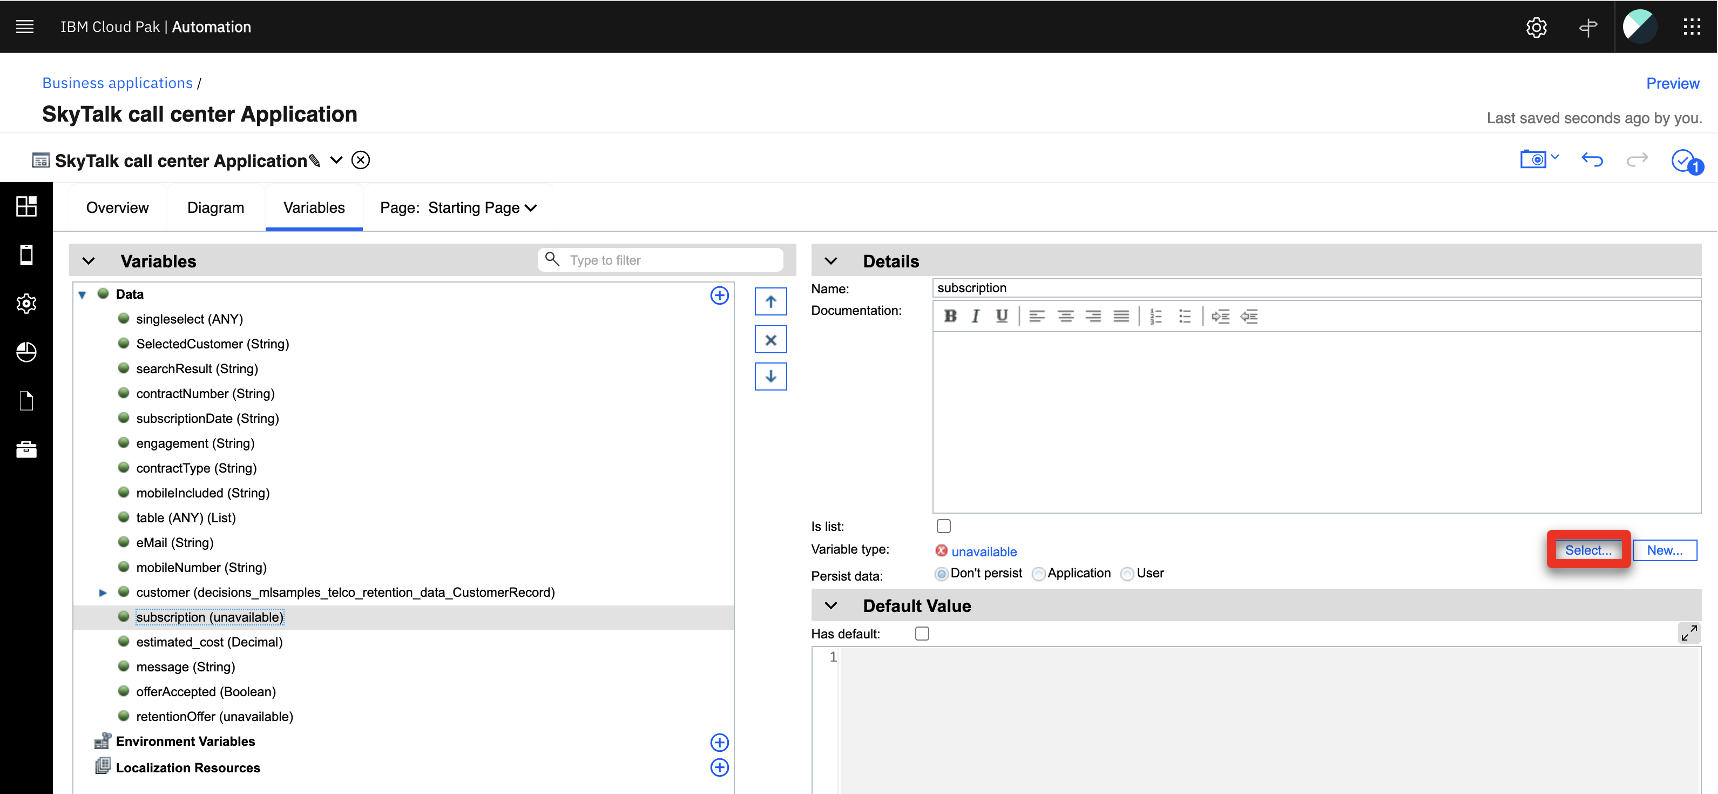 IBM Cloud Pak | Automation
Business applications /
Preview
SkyTalk call center Application
Last saved seconds ago by you.
SkyTalk call center Application
1
Overview
Diagram
Variables
Page: Starting Page
Variables
Type to filter
Data
singleselect (ANY)
SelectedCustomer (String)
searchResult (String)
contractNumber (String)
subscriptionDate (String)
engagement (String)
contractType (String)
mobileIncluded (String)
table (ANY) (List)
eMail (String)
mobileNumber (String)
customer (decisions_mlsamples_telco_retention_data_CustomerRecord)
subscription (unavailable)
estimated_cost (Decimal)
message (String)
offerAccepted (Boolean)
retentionOffer (unavailable)
Environment Variables
Localization Resources
Details
Name: subscription
Documentation:
B I U
Is list:
Variable type: unavailable Select... New...
Persist data: Don't persist Application User
Default Value
Has default:
1